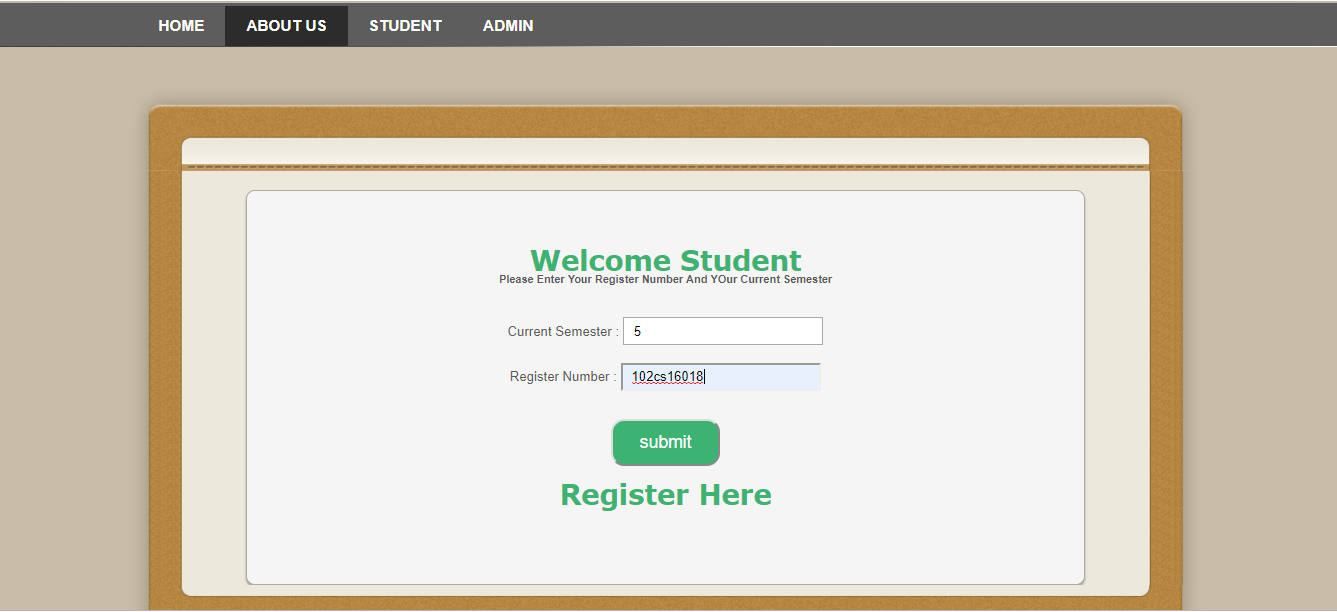 HOME ABOUT US STUDENT ADMIN
Welcome Student
Please Enter Your Register Number And YOur Current Semester
Current Semester : 5
Register Number : 102cs16018
submit
Register Here